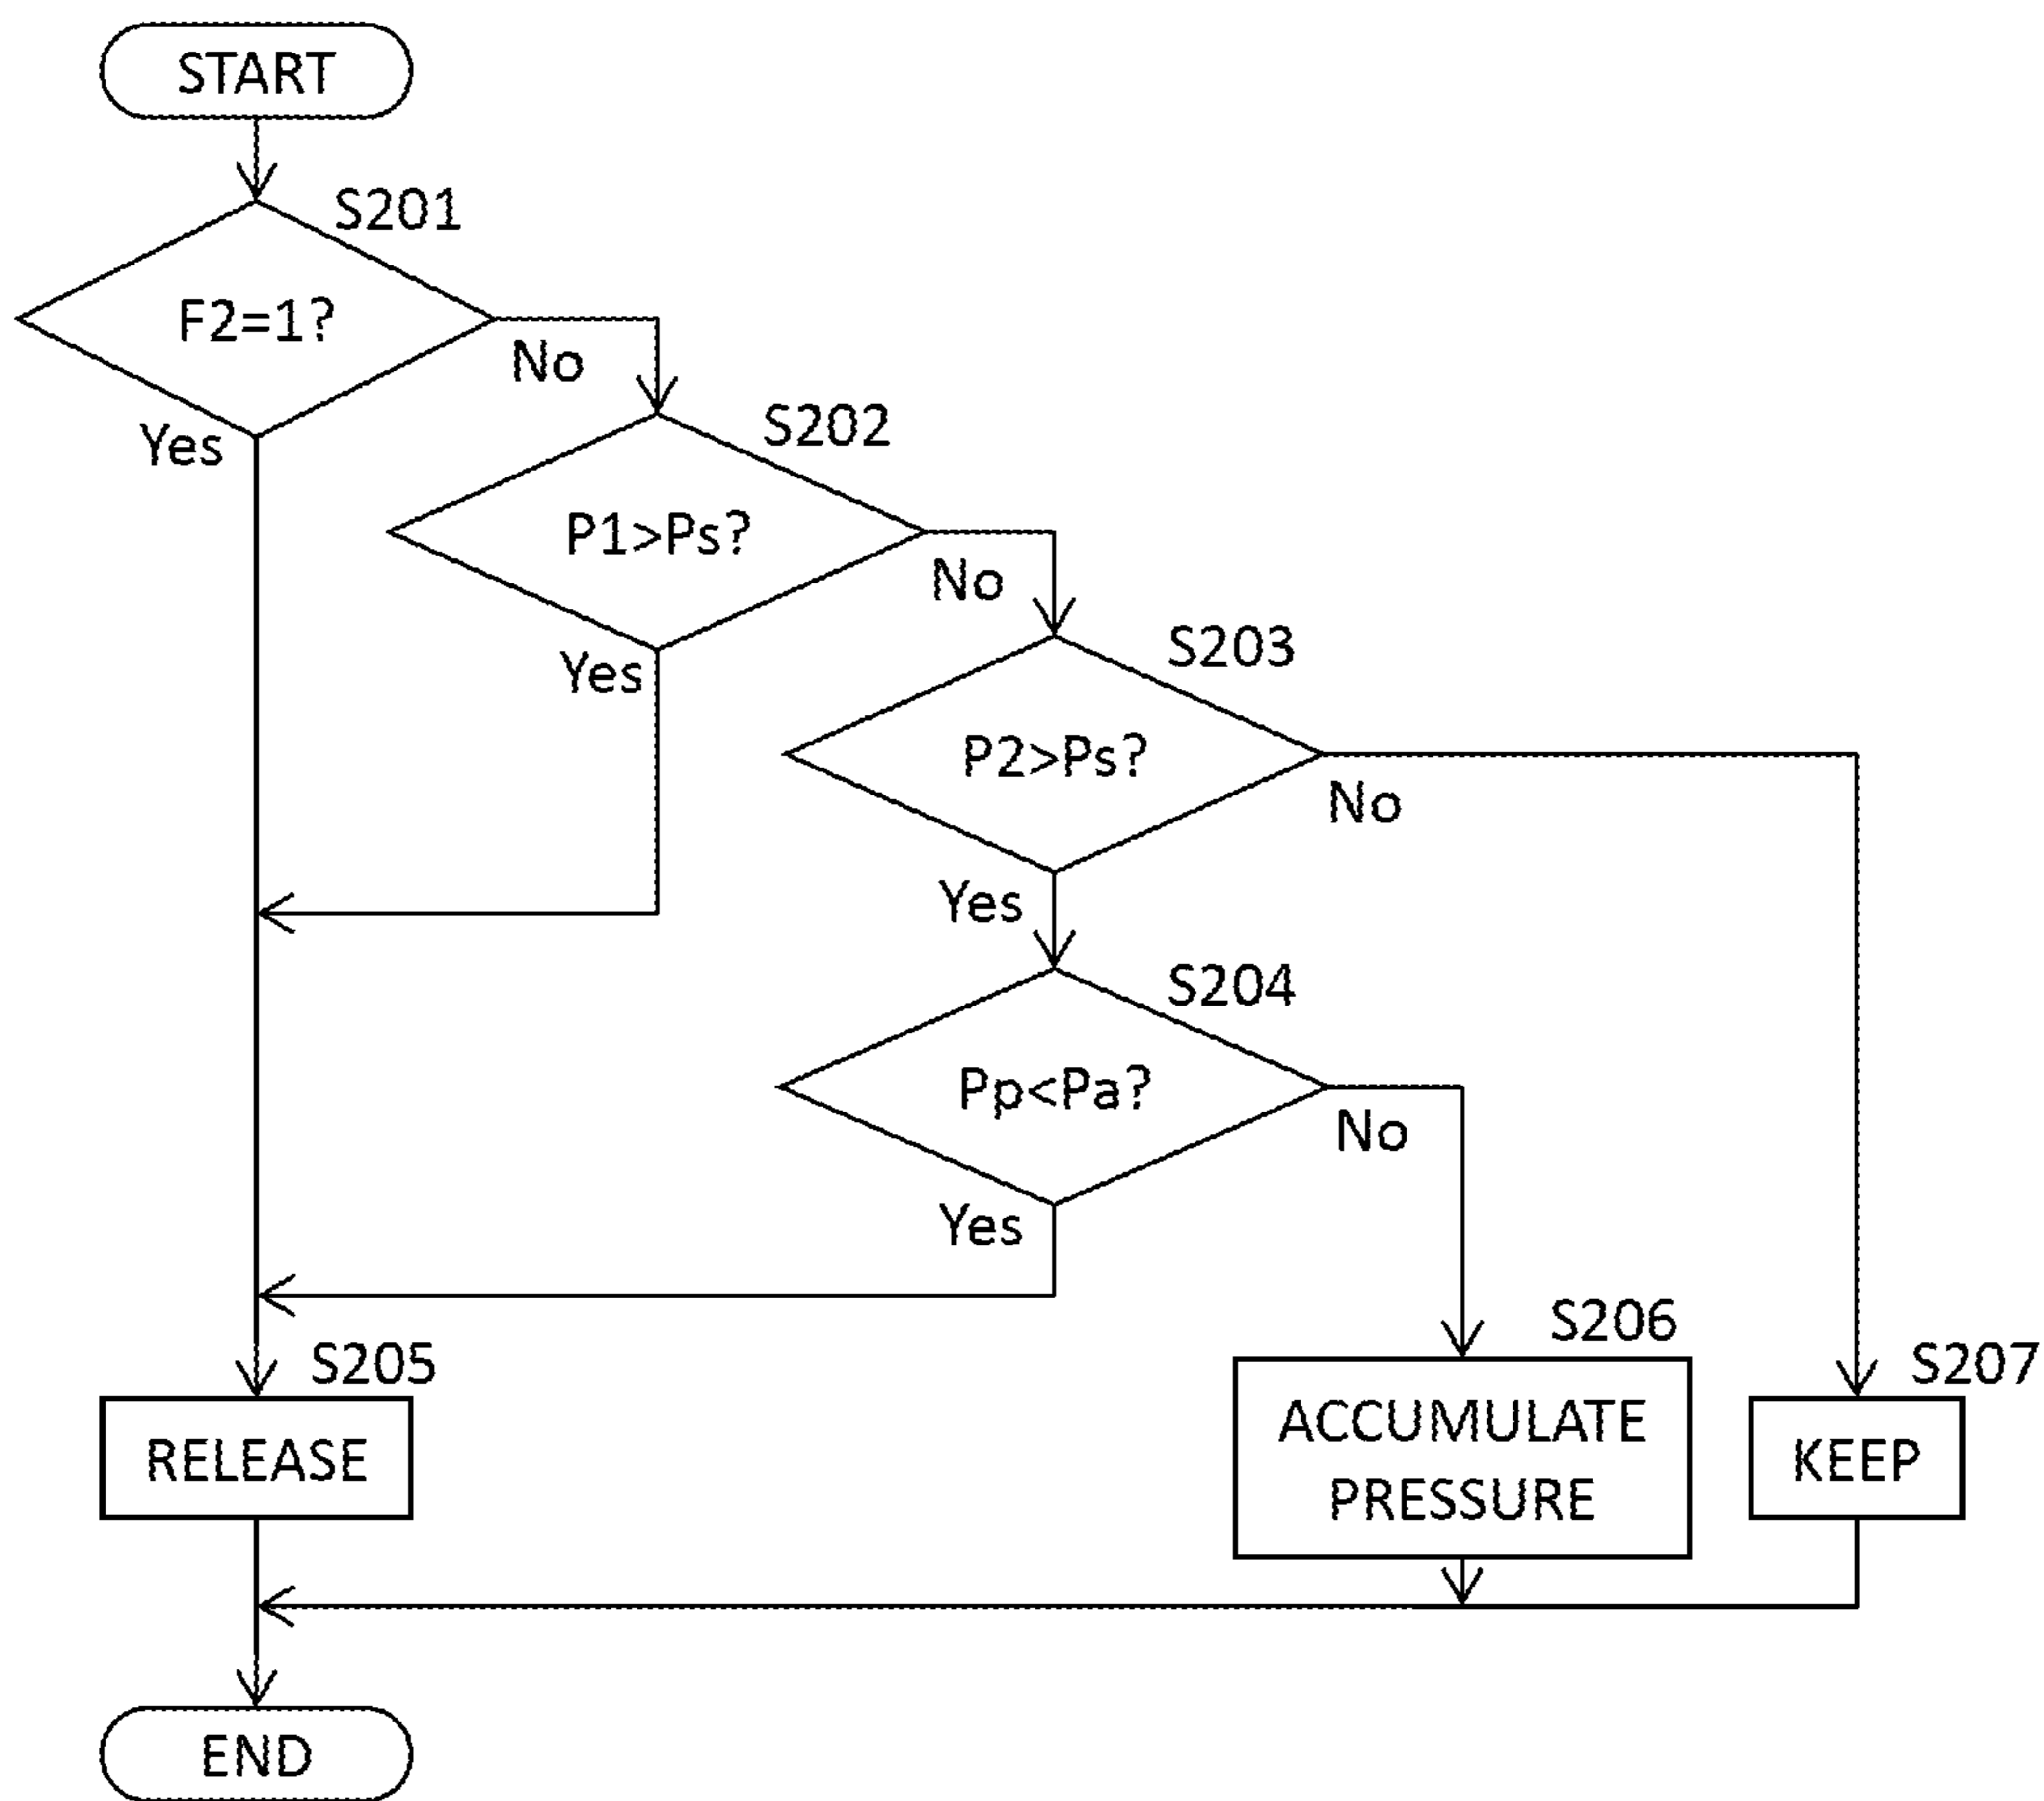 START
S201
F2=1?
No
Yes
S202
P1>Ps?
No
Yes
S203
P2>Ps?
No
Yes
S204
Pp<Pa?
No
Yes
S205
RELEASE
S206
ACCUMULATE
PRESSURE
S207
KEEP
END